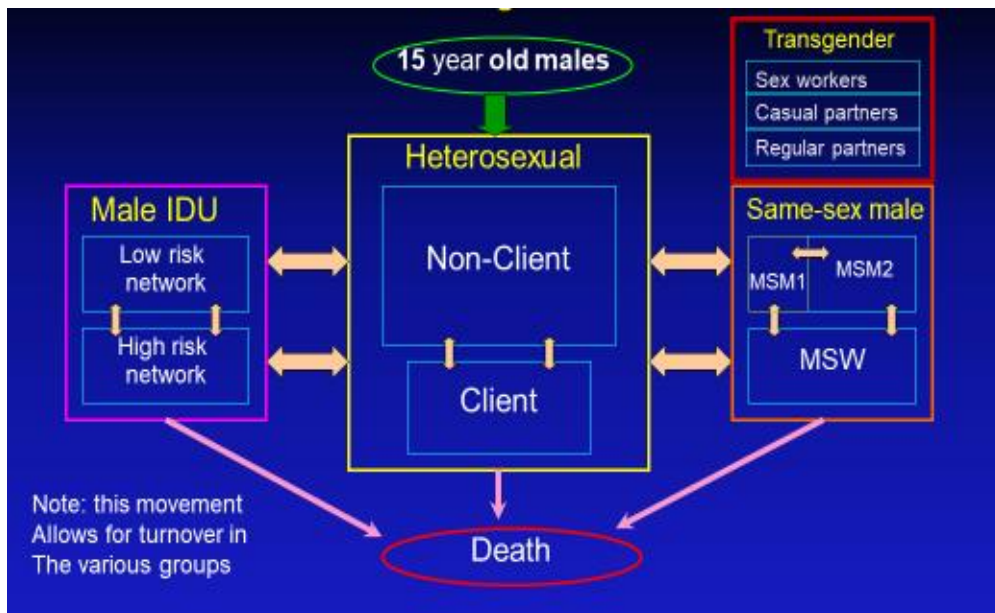 15 year old males
Transgender
Sex workers
Casual partners
Regular partners
Heterosexual
Non-Client
Client
Male IDU
Low risk
network
High risk
network
Same-sex male
MSM1
MSM2
MSW
Note: this movement
Allows for turnover in
The various groups
Death